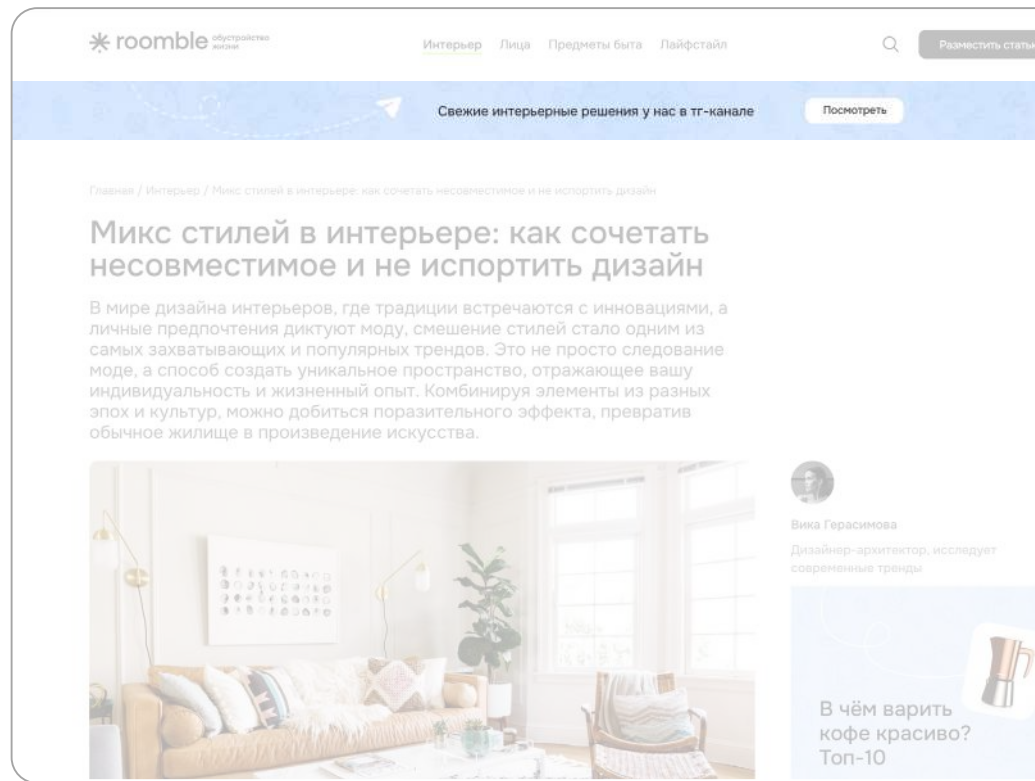 roomble
обустройство
жизни
Интерьер Лица Предметы быта Лайфстайл
Разместить статью
Свежие интерьерные решения у нас в тг-канале
Посмотреть
Главная / Интерьер / Микс стилей в интерьере: как сочетать несовместимое и не испортить дизайн
Микс стилей в интерьере: как сочетать
несовместимое и не испортить дизайн
В мире дизайна интерьеров, где традиции встречаются с инновациями, а
личные предпочтения диктуют моду, смешение стилей стало одним из
самых захватывающих и популярных трендов. Это не просто следование
моде, а способ создать уникальное пространство, отражающее вашу
индивидуальность и жизненный опыт. Комбинируя элементы из разных
эпох и культур, можно добиться поразительного эффекта, превратив
обычное жилище в произведение искусства.
Вика Герасимова
Дизайнер-архитектор, исследует
современные тренды
В чём варить
кофе красиво?
Топ-10